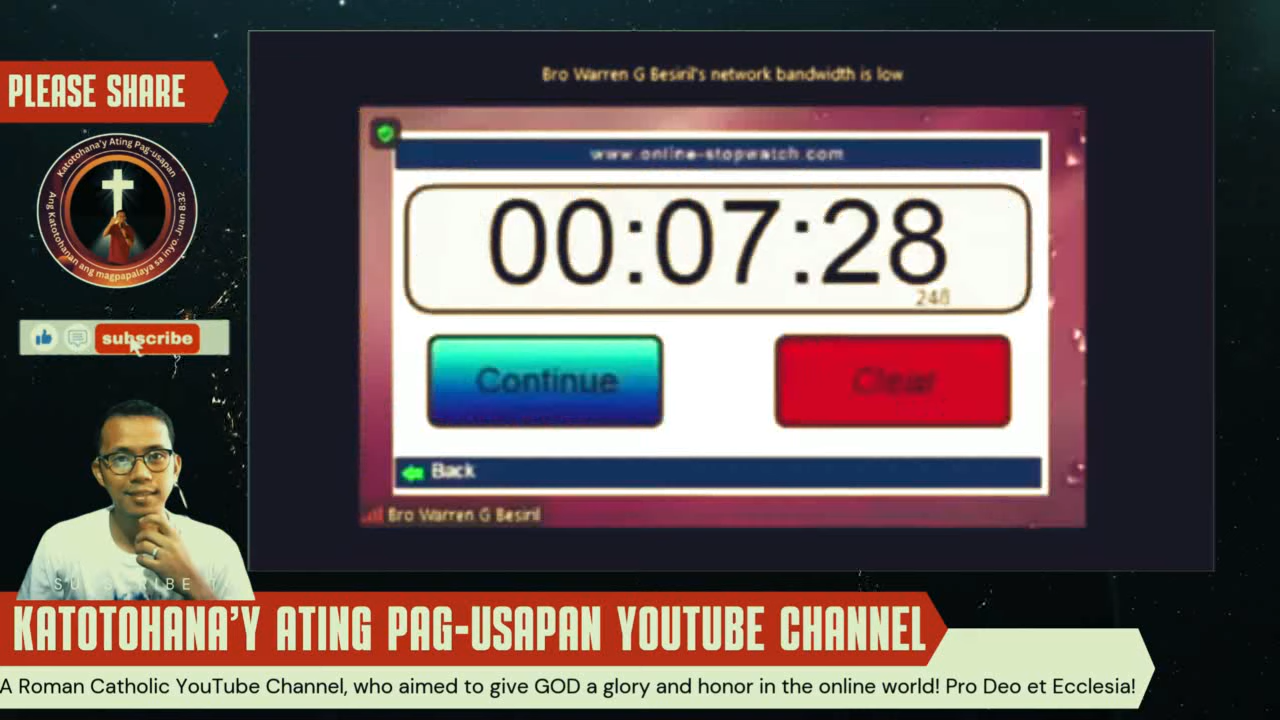 PLEASE SHARE
Katotohana'y Ating Pag-usapan
Ang Katotohanan ang magpapalaya sa inyo. Juan 8:32
subscribe
Bro Warren G Besiril's network bandwidth is low
www.online-stopwatch.com
00:07:28
248
Continue
Clear
Back
Bro Warren G Besiril
KATOTOHANA'Y ATING PAG-USAPAN YOUTUBE CHANNEL
A Roman Catholic YouTube Channel, who aimed to give GOD a glory and honor in the online world! Pro Deo et Ecclesia!